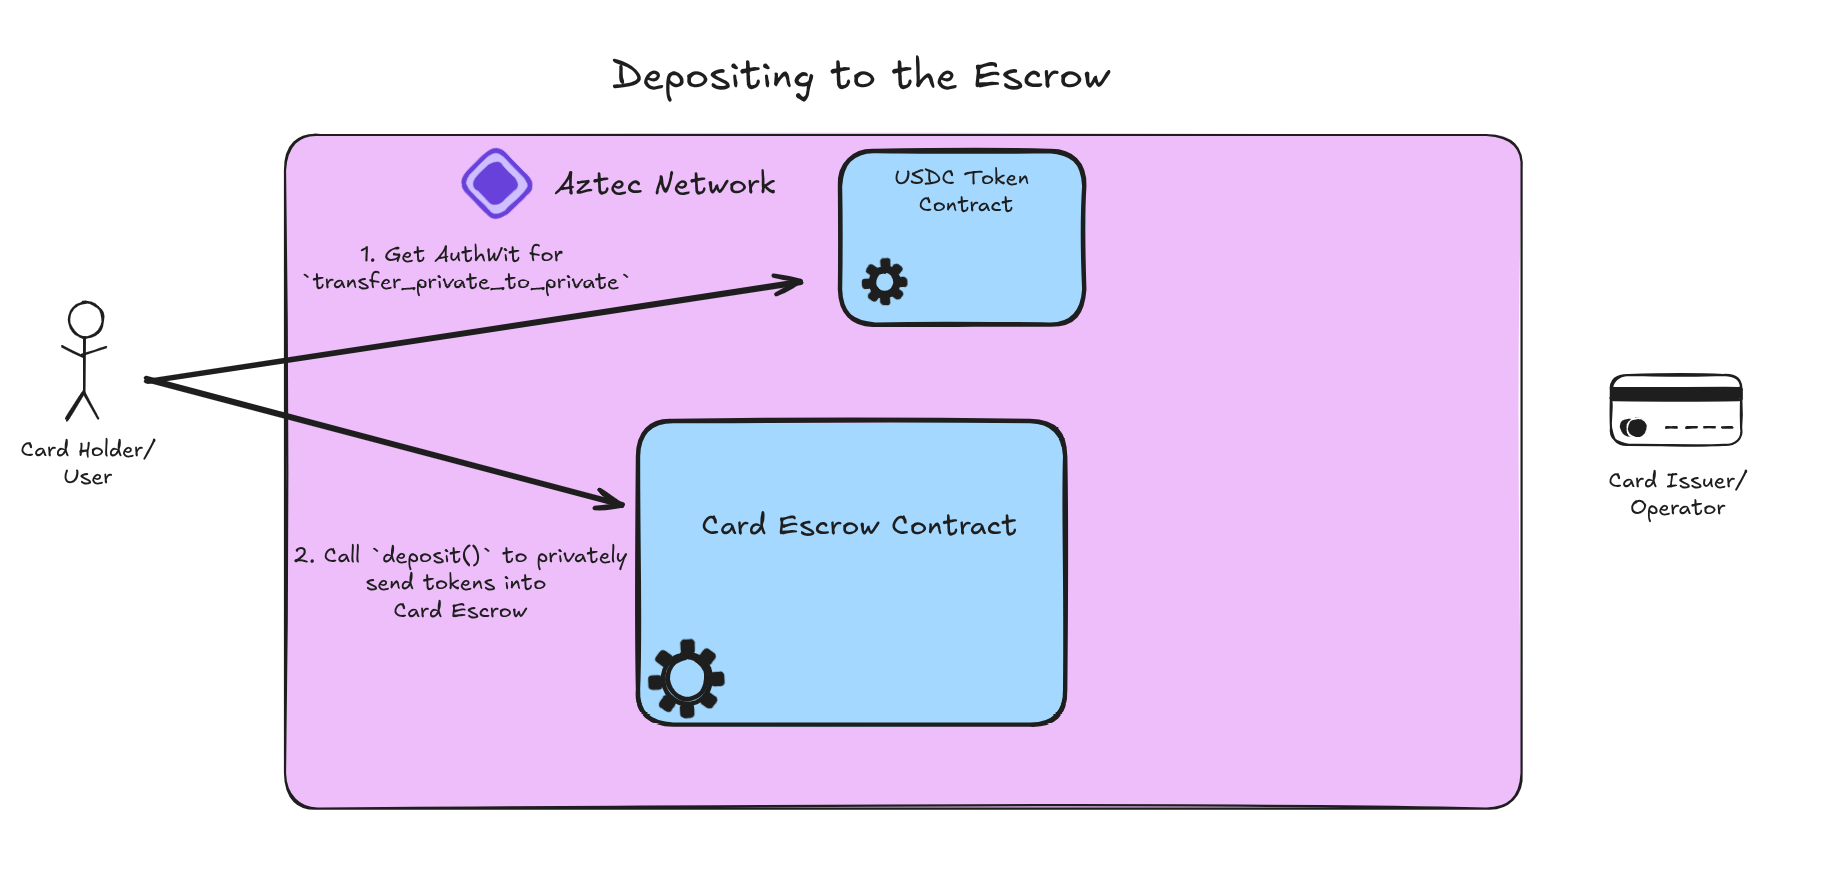 Depositing to the Escrow
Aztec Network
USDC Token
Contract
1. Get AuthWit for
`transfer_private_to_private`
Card Holder/
User
Card Escrow Contract
2. Call `deposit()` to privately
send tokens into
Card Escrow
Card Issuer/
Operator